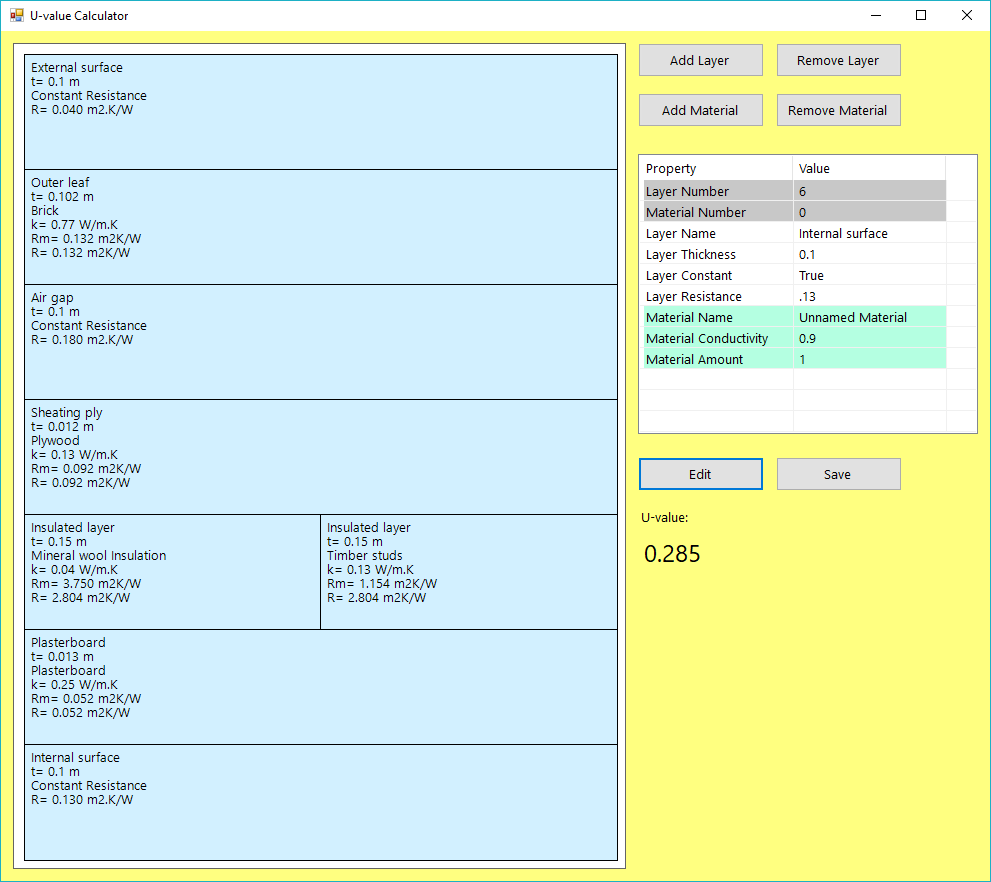 U-value Calculator
External surface
t= 0.1 m
Constant Resistance
R= 0.040 m2.K/W
Outer leaf
t= 0.102 m
Brick
k= 0.77 W/m.K
Rm= 0.132 m2K/W
R= 0.132 m2K/W
Air gap
t= 0.1 m
Constant Resistance
R= 0.180 m2.K/W
Sheating ply
t= 0.012 m
Plywood
k= 0.13 W/m.K
Rm= 0.092 m2K/W
R= 0.092 m2K/W
Insulated layer
t= 0.15 m
Mineral wool Insulation
k= 0.04 W/m.K
Rm= 3.750 m2K/W
R= 2.804 m2K/W
Insulated layer
t= 0.15 m
Timber studs
k= 0.13 W/m.K
Rm= 1.154 m2K/W
R= 2.804 m2K/W
Plasterboard
t= 0.013 m
Plasterboard
k= 0.25 W/m.K
Rm= 0.052 m2K/W
R= 0.052 m2K/W
Internal surface
t= 0.1 m
Constant Resistance
R= 0.130 m2.K/W
Add Layer Remove Layer
Add Material Remove Material
Property Value
Layer Number 6
Material Number 0
Layer Name Internal surface
Layer Thickness 0.1
Layer Constant True
Layer Resistance .13
Material Name Unnamed Material
Material Conductivity 0.9
Material Amount 1
Edit Save
U-value:
0.285